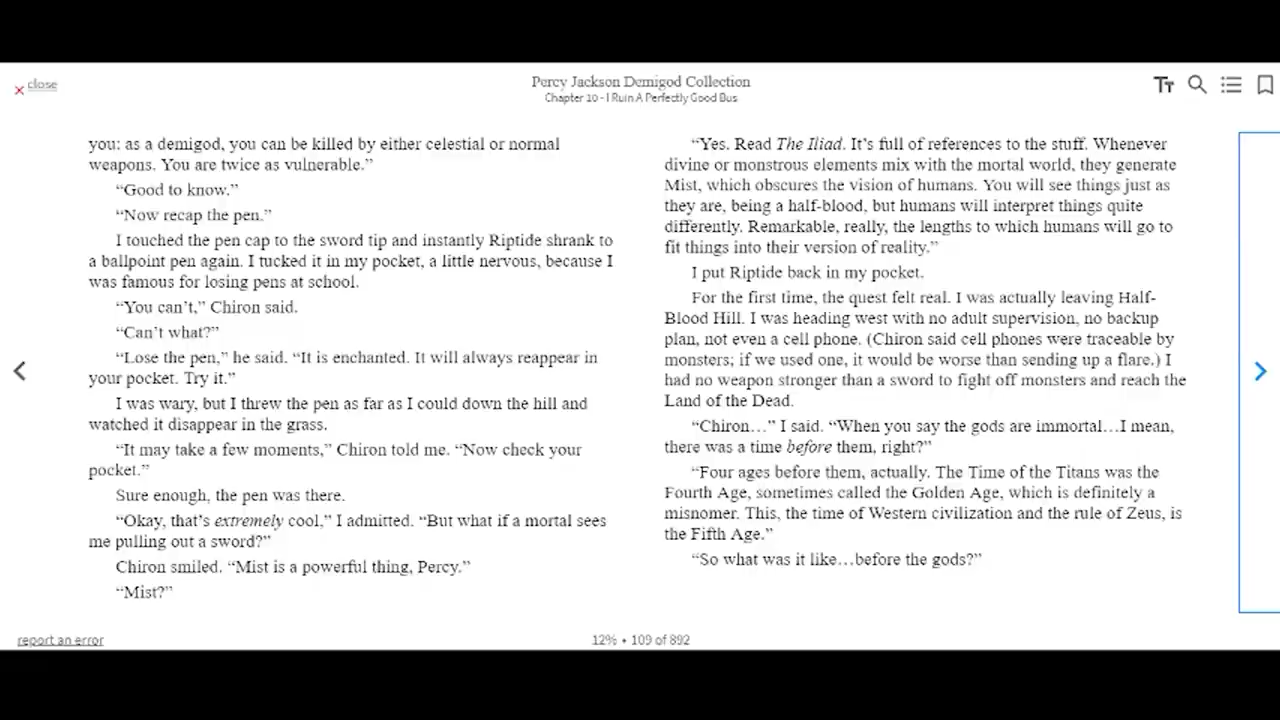 close
Percy Jackson Demigod Collection
Chapter 10 - I Ruin A Perfectly Good Bus
you: as a demigod, you can be killed by either celestial or normal
weapons. You are twice as vulnerable.”
“Good to know.”
“Now recap the pen.”
I touched the pen cap to the sword tip and instantly Riptide shrank to
a ballpoint pen again. I tucked it in my pocket, a little nervous, because I
was famous for losing pens at school.
“You can’t,” Chiron said.
“Can’t what?”
“Lose the pen,” he said. “It is enchanted. It will always reappear in
your pocket. Try it.”
I was wary, but I threw the pen as far as I could down the hill and
watched it disappear in the grass.
“It may take a few moments,” Chiron told me. “Now check your
pocket.”
Sure enough, the pen was there.
“Okay, that’s extremely cool,” I admitted. “But what if a mortal sees
me pulling out a sword?”
Chiron smiled. “Mist is a powerful thing, Percy.”
“Mist?”
“Yes. Read The Iliad. It’s full of references to the stuff. Whenever
divine or monstrous elements mix with the mortal world, they generate
Mist, which obscures the vision of humans. You will see things just as
they are, being a half-blood, but humans will interpret things quite
differently. Remarkable, really, the lengths to which humans will go to
fit things into their version of reality.”
I put Riptide back in my pocket.
For the first time, the quest felt real. I was actually leaving Half-
Blood Hill. I was heading west with no adult supervision, no backup
plan, not even a cell phone. (Chiron said cell phones were traceable by
monsters; if we used one, it would be worse than sending up a flare.) I
had no weapon stronger than a sword to fight off monsters and reach the
Land of the Dead.
“Chiron…” I said. “When you say the gods are immortal…I mean,
there was a time before them, right?”
“Four ages before them, actually. The Time of the Titans was the
Fourth Age, sometimes called the Golden Age, which is definitely a
misnomer. This, the time of Western civilization and the rule of Zeus, is
the Fifth Age.”
“So what was it like…before the gods?”
report an error
12% • 109 of 892